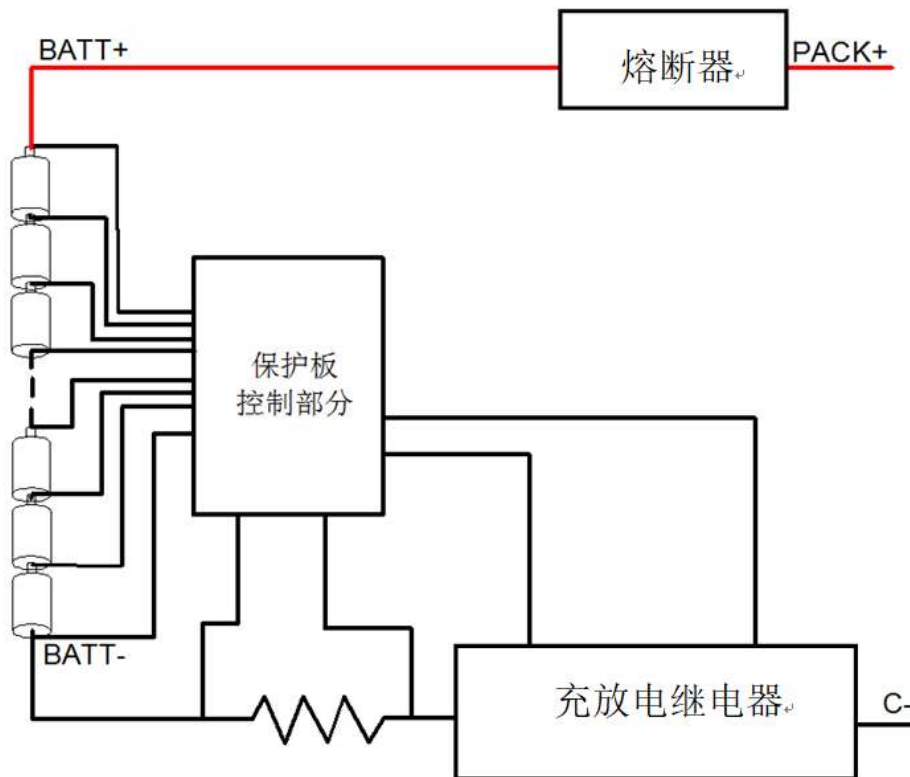 BATT+
熔断器
PACK+
保护板
控制部分
BATT-
充放电继电器
C-